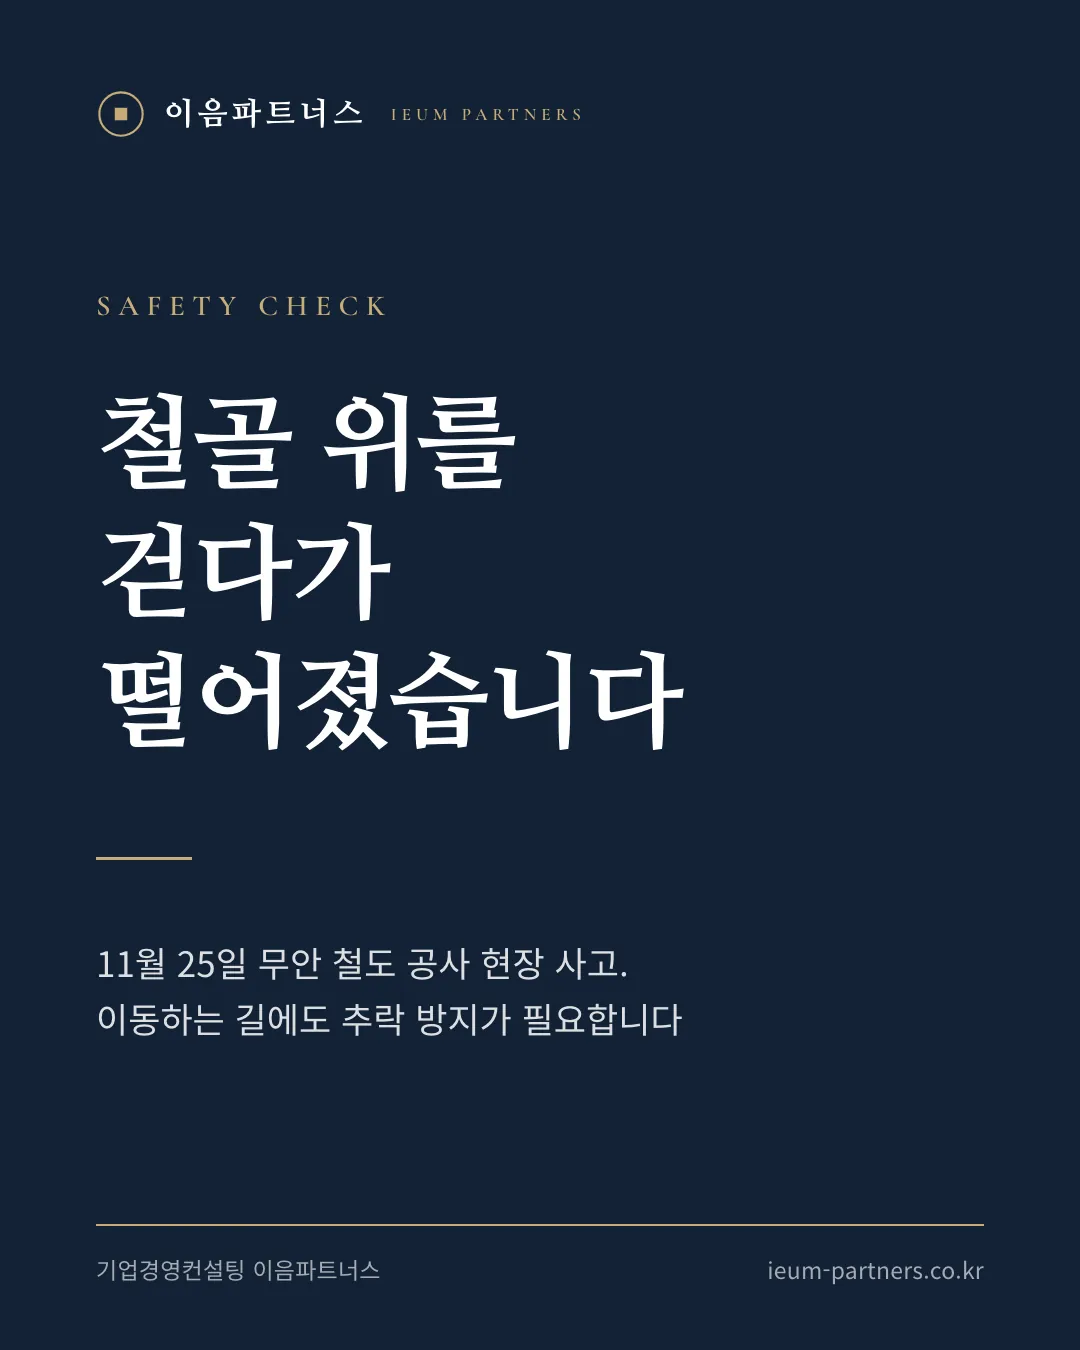 이음파트너스 IEUM PARTNERS
SAFETY CHECK
철골 위를
걷다가
떨어졌습니다
11월 25일 무안 철도 공사 현장 사고.
이동하는 길에도 추락 방지가 필요합니다
기업경영컨설팅 이음파트너스
ieum-partners.co.kr